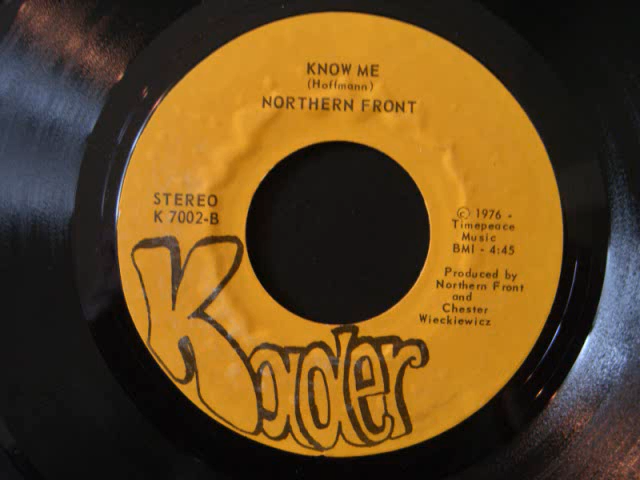 KNOW ME
(Hoffmann)
NORTHERN FRONT
STEREO
K 7002-B
© 1976 -
Timepeace
Music
BMI - 4:45
Produced by
Northern Front
and
Chester
Wieckiewicz
Kader